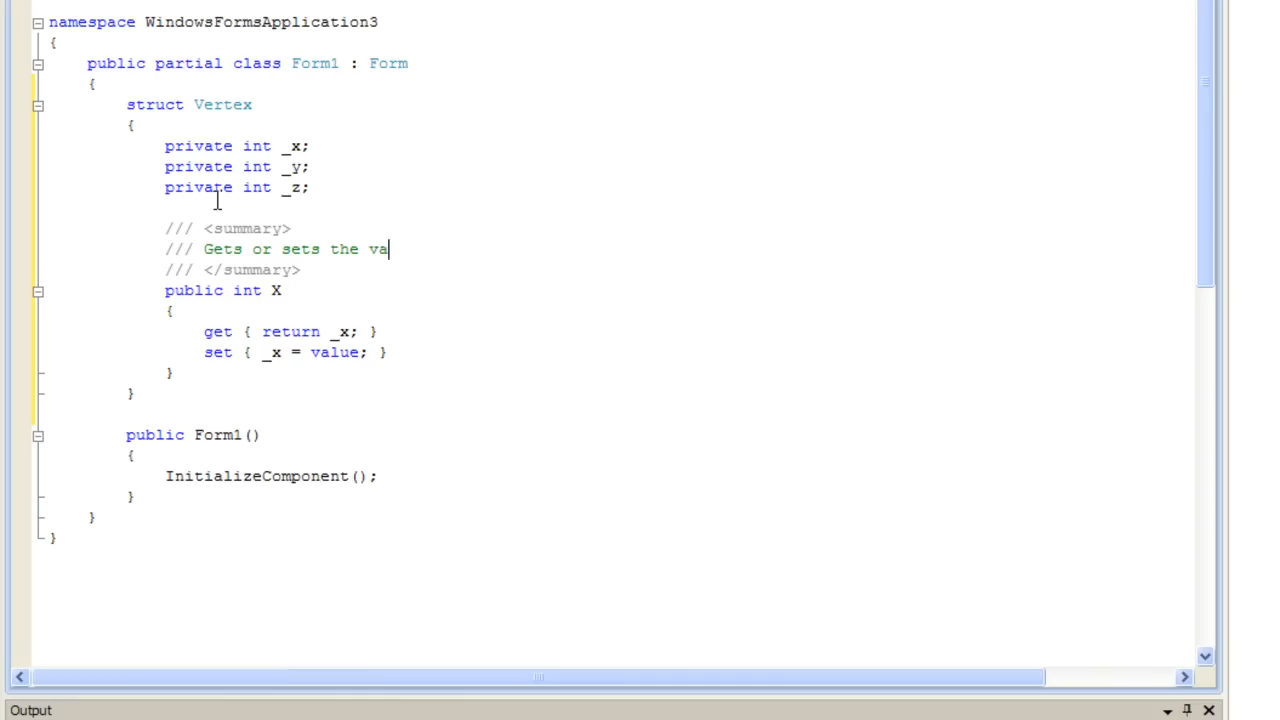 namespace WindowsFormsApplication3
{
public partial class Form1 : Form
{
struct Vertex
{
private int _x;
private int _y;
private int _z;
/// <summary>
/// Gets or sets the va
/// </summary>
public int X
{
get { return _x; }
set { _x = value; }
}
}
public Form1()
{
InitializeComponent();
}
}
}
Output